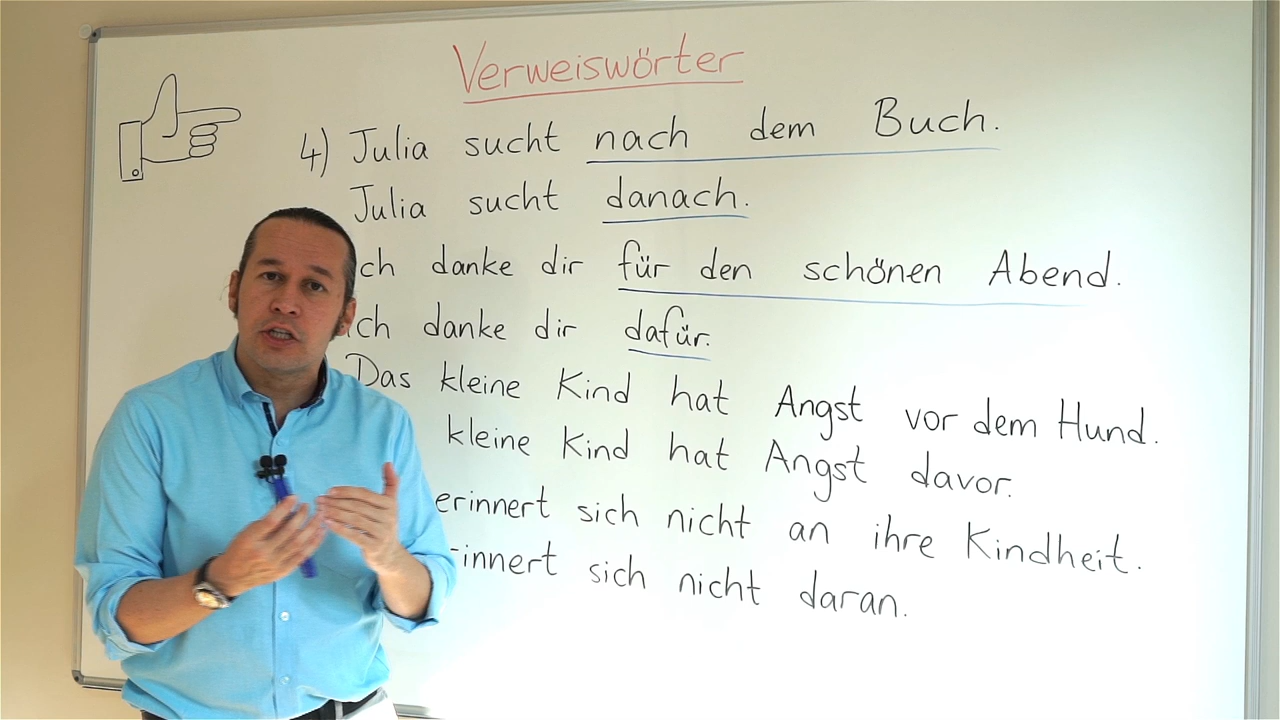 Verweiswörter
4) Julia sucht nach dem Buch.
Julia sucht danach.
ch danke dir für den schönen Abend.
ch danke dir dafür.
Das kleine Kind hat Angst vor dem Hund.
kleine Kind hat Angst davor.
erinnert sich nicht an ihre Kindheit.
innert sich nicht daran.